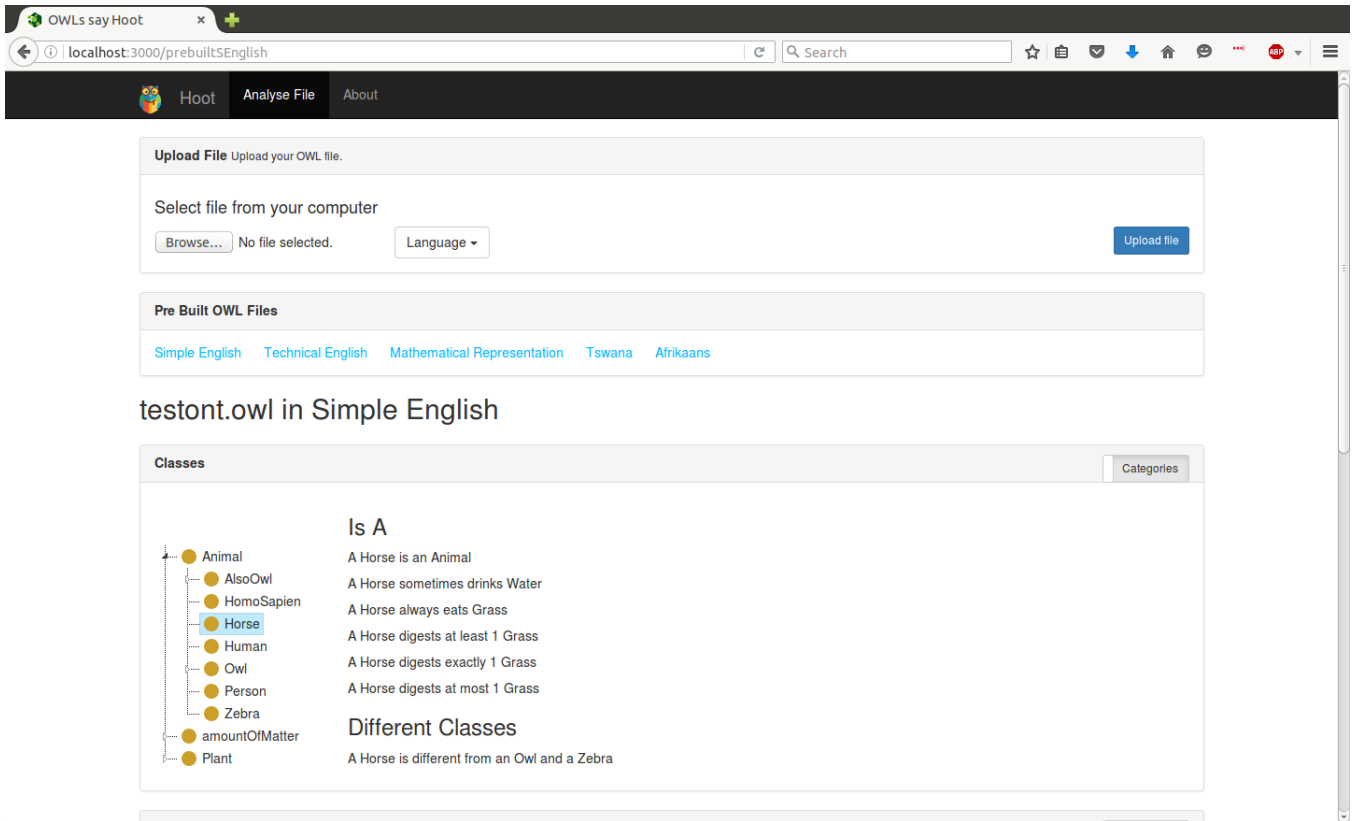 OWLs say Hoot
localhost:3000/prebuiltSEnglish
Search
ABP
Hoot Analyse File About
Upload File Upload your OWL file.
Select file from your computer
Browse... No file selected. Language Upload file
Pre Built OWL Files
Simple English Technical English Mathematical Representation Tswana Afrikaans
testont.owl in Simple English
Classes Categories
Animal
AlsoOwl
HomoSapien
Horse
Human
Owl
Person
Zebra
amountOfMatter
Plant
Is A
A Horse is an Animal
A Horse sometimes drinks Water
A Horse always eats Grass
A Horse digests at least 1 Grass
A Horse digests exactly 1 Grass
A Horse digests at most 1 Grass
Different Classes
A Horse is different from an Owl and a Zebra